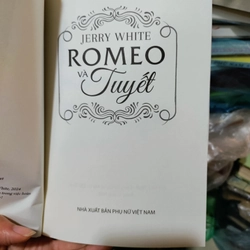 JERRY WHITE
ROMEO
VÀ
Tuyết
NHÀ XUẤT BẢN PHỤ NỮ VIỆT NAM